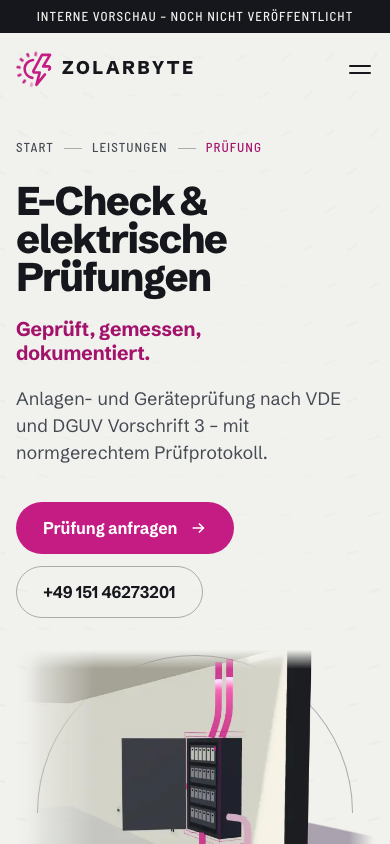 INTERNE VORSCHAU – NOCH NICHT VERÖFFENTLICHT
ZOLARBYTE
START — LEISTUNGEN — PRÜFUNG
E-Check &
elektrische
Prüfungen
Geprüft, gemessen,
dokumentiert.
Anlagen- und Geräteprüfung nach VDE
und DGUV Vorschrift 3 – mit
normgerechtem Prüfprotokoll.
Prüfung anfragen →
+49 151 46273201